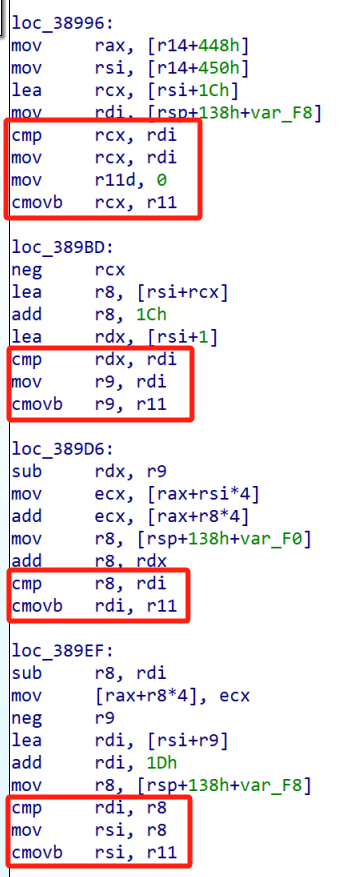 loc_38996:
mov rax, [r14+448h]
mov rsi, [r14+450h]
lea rcx, [rsi+1Ch]
mov rdi, [rsp+138h+var_F8]
cmp rcx, rdi
mov rcx, rdi
mov r11d, 0
cmovb rcx, r11
loc_389BD:
neg rcx
lea r8, [rsi+rcx]
add r8, 1Ch
lea rdx, [rsi+1]
cmp rdx, rdi
mov r9, rdi
cmovb r9, r11
loc_389D6:
sub rdx, r9
mov ecx, [rax+rsi*4]
add ecx, [rax+r8*4]
mov r8, [rsp+138h+var_F0]
add r8, rdx
cmp r8, rdi
cmovb rdi, r11
loc_389EF:
sub r8, rdi
mov [rax+r8*4], ecx
neg r9
lea rdi, [rsi+r9]
add rdi, 1Dh
mov r8, [rsp+138h+var_F8]
cmp rdi, r8
mov rsi, r8
cmovb rsi, r11